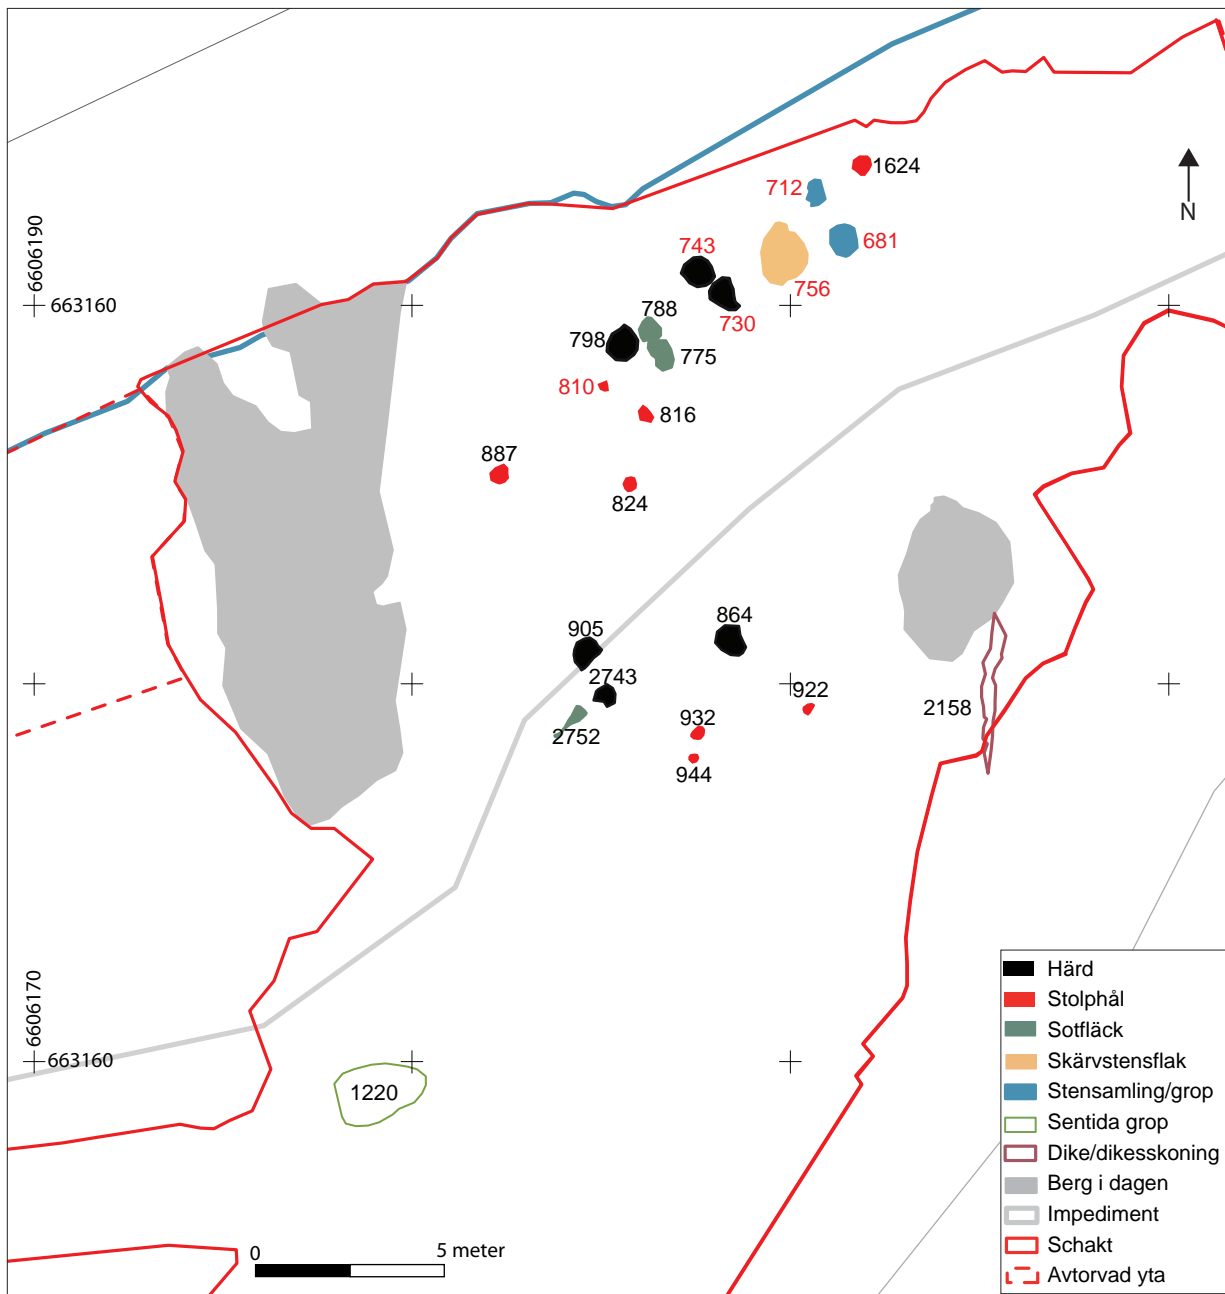 1624
712
681
743
756
730
6606190
663160
788
798
775
810
816
887
824
905
864
2743
922
2158
932
2752
944
6606170
663160
1220
0
5 meter
N
Härd
Stolphål
Sotfläck
Skärvstensflak
Stensamling/grop
Sentida grop
Dike/dikesskoning
Berg i dagen
Impediment
Schakt
Avtorvad yta